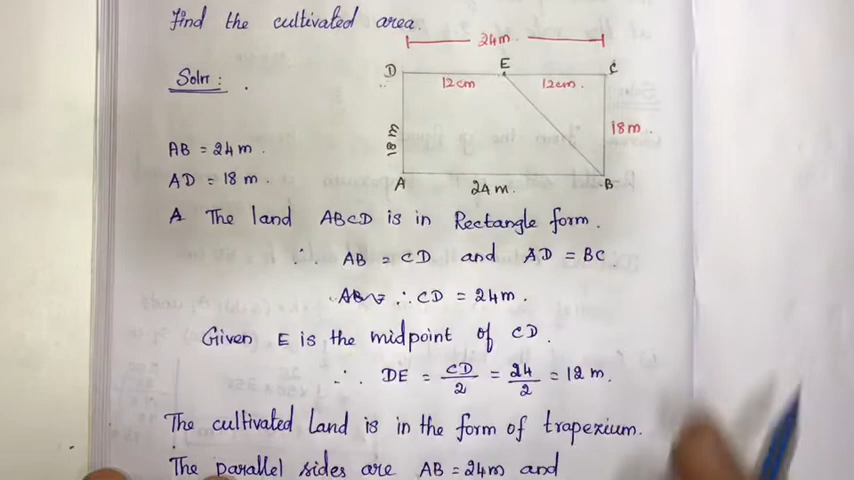 Find the cultivated area.
24m.
Soln :
D E C
12cm 12cm.
18m
18m.
A 24m. B
AB = 24m.
AD = 18m.
A The land ABCD is in Rectangle form.
∴ AB = CD and AD = BC.
AB ∴ CD = 24m.
Given E is the midpoint of CD.
∴ DE = CD/2 = 24/2 = 12m.
The cultivated Land is in the form of trapezium.
The parallel sides are AB = 24m and